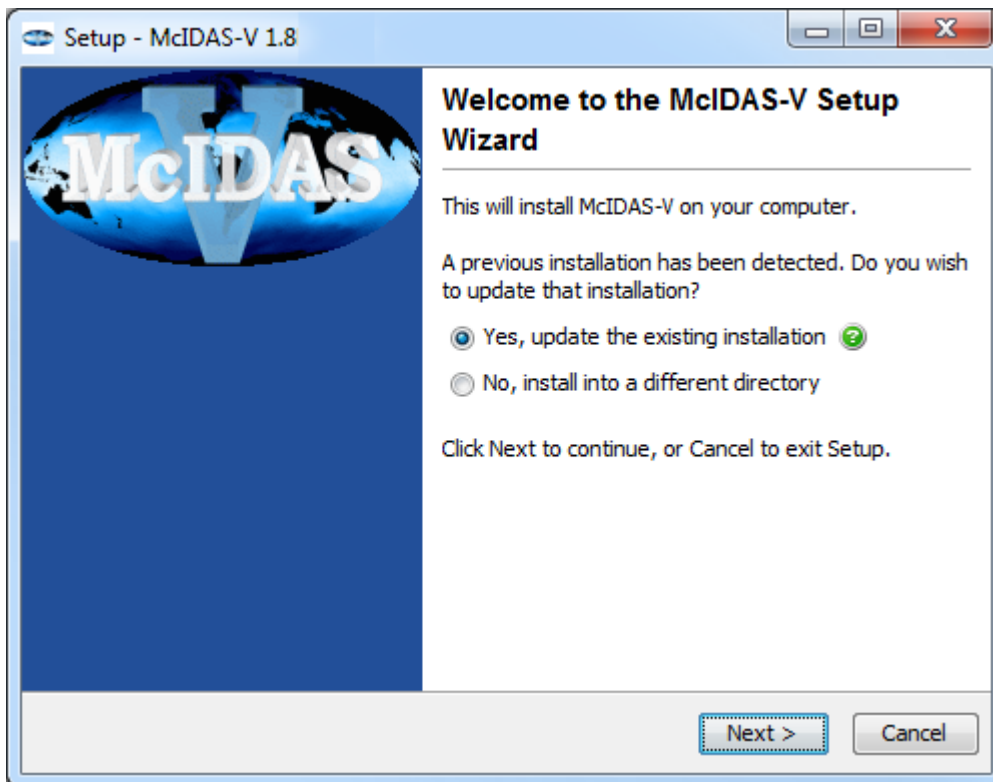 Setup - McIDAS-V 1.8
McIDAS
V
Welcome to the McIDAS-V Setup
Wizard
This will install McIDAS-V on your computer.
A previous installation has been detected. Do you wish
to update that installation?
Yes, update the existing installation
No, install into a different directory
Click Next to continue, or Cancel to exit Setup.
Next >
Cancel